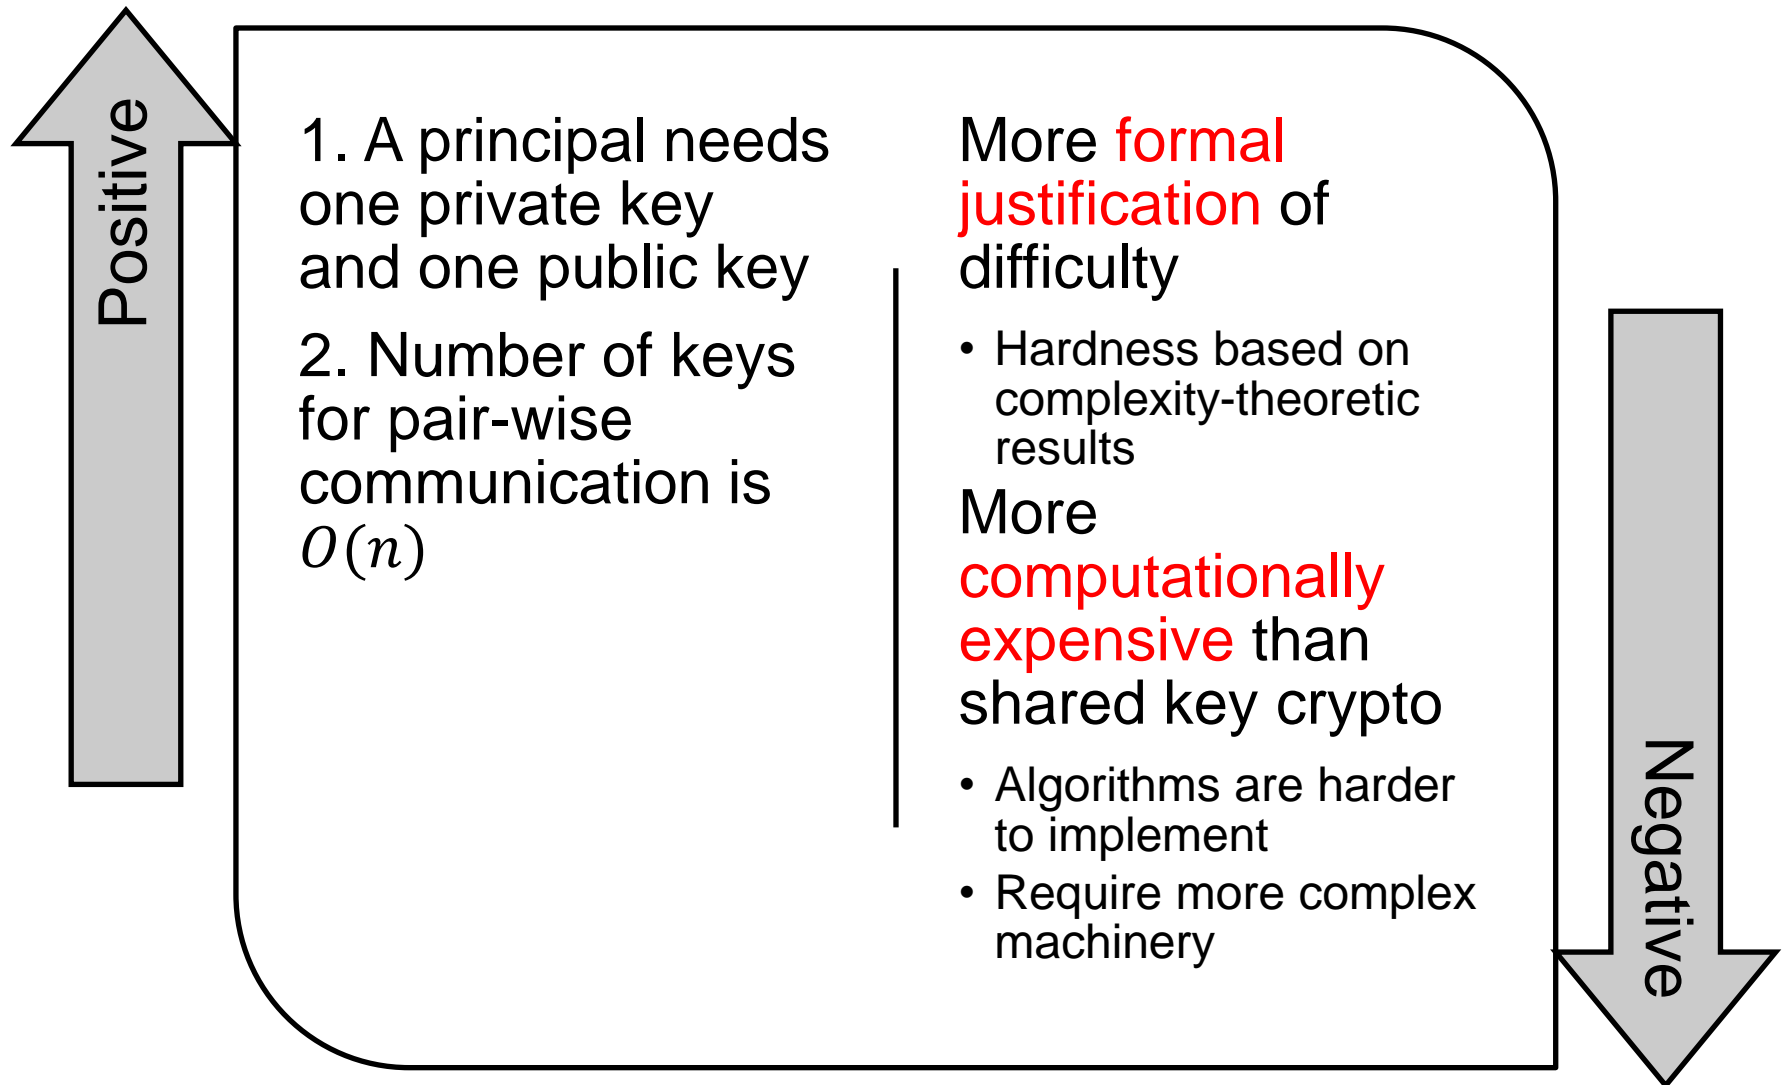 Positive
1. A principal needs
one private key
and one public key
2. Number of keys
for pair-wise
communication is
O(n)
More formal
justification of
difficulty
• Hardness based on
complexity-theoretic
results
More
computationally
expensive than
shared key crypto
• Algorithms are harder
to implement
• Require more complex
machinery
Negative